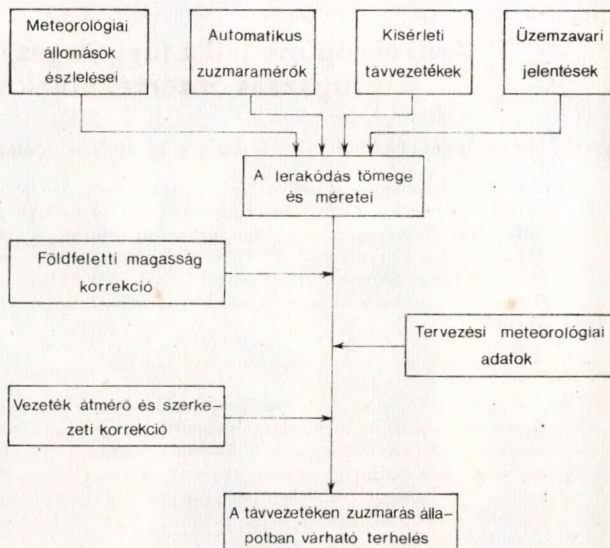 Meteorológiai
állomások
észlelései
Automatikus
zuzmaramérők
Kisérleti
távvezetékek
Üzemzavari
jelentések
A lerakódás tömege
és méretei
Földfeletti magasság
korrekció
Tervezési meteorológiai
adatok
Vezeték átmérő és szerke-
zeti korrekció
A távvezetéken zuzmarás álla-
potban várható terhelés